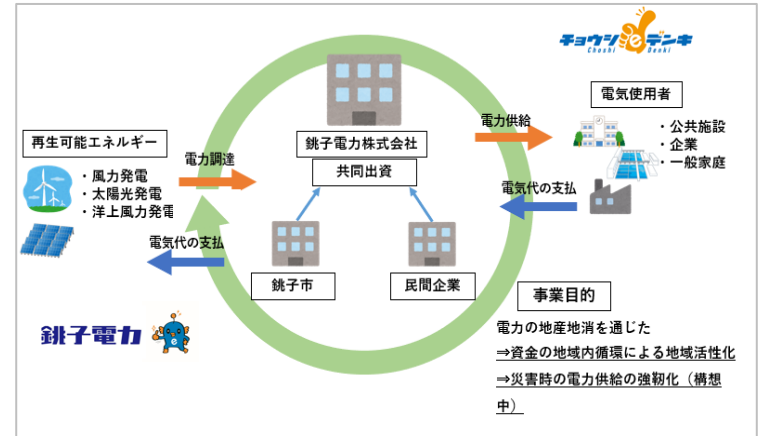 チョウシeデンキ
Choshi Denki
電気使用者
・公共施設
・企業
・一般家庭
電力供給
電気代の支払
銚子電力株式会社
共同出資
再生可能エネルギー
・風力発電
・太陽光発電
・洋上風力発電
電力調達
電気代の支払
銚子市
民間企業
銚子電力
e
事業目的
電力の地産地消を通じた
⇒資金の地域内循環による地域活性化
⇒災害時の電力供給の強靭化（構想
中）